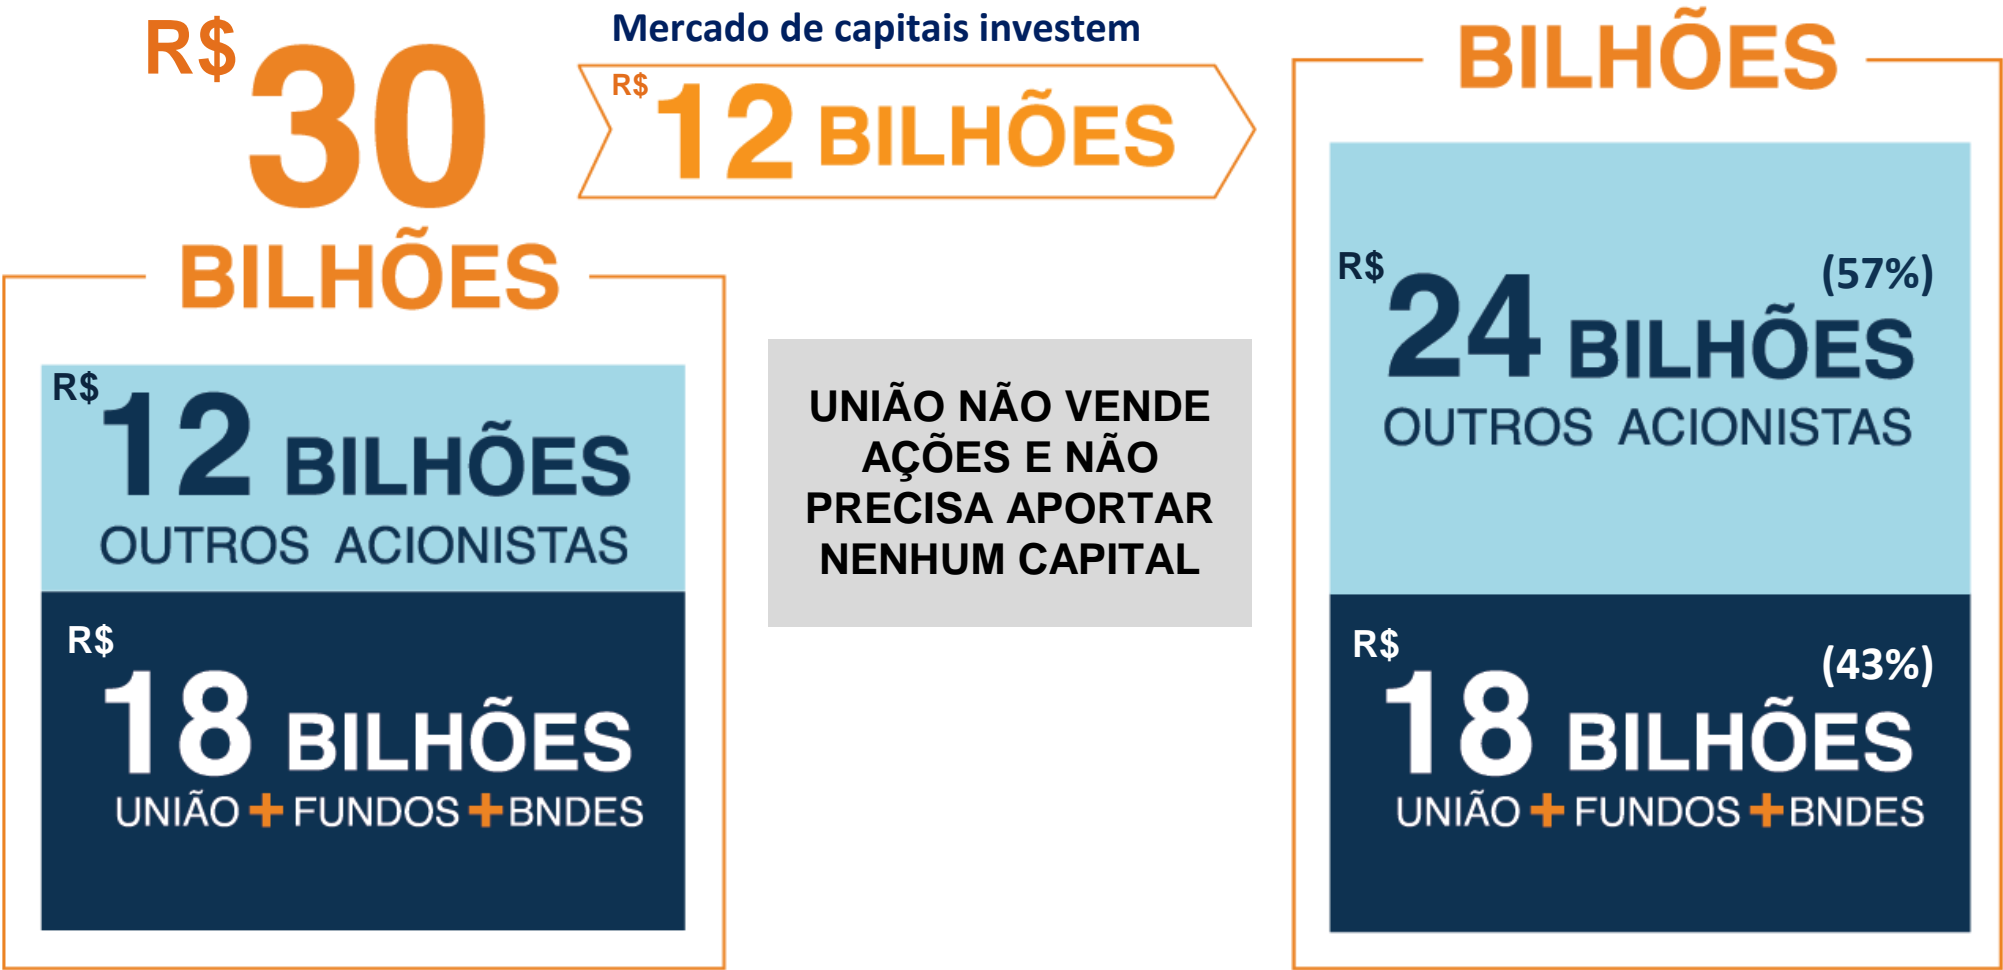 R$ 30
BILHÕES
R$
12 BILHÕES
OUTROS ACIONISTAS
R$
18 BILHÕES
UNIÃO + FUNDOS + BNDES
Mercado de capitais investem
R$ 12 BILHÕES
UNIÃO NÃO VENDE
AÇÕES E NÃO
PRECISA APORTAR
NENHUM CAPITAL
BILHÕES
R$ (57%)
24 BILHÕES
OUTROS ACIONISTAS
R$ (43%)
18 BILHÕES
UNIÃO + FUNDOS + BNDES